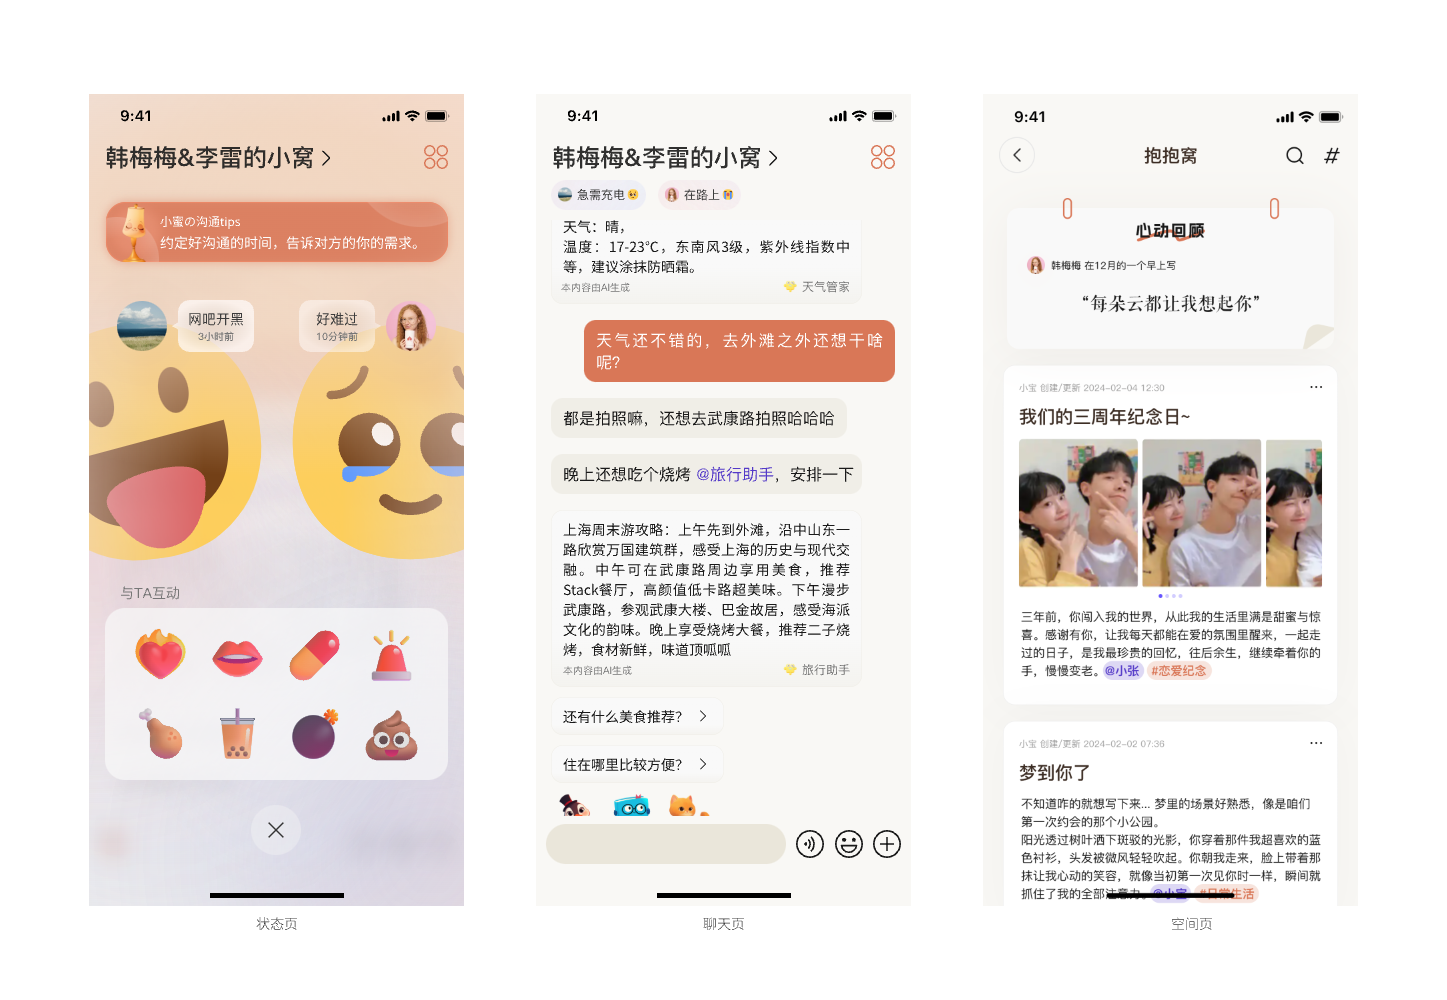 9:41
韩梅梅&李雷的小窝
小蜜の沟通tips
约定好沟通的时间，告诉对方的你的需求。
网吧开黑
3小时前
好难过
10分钟前
与TA互动
状态页
9:41
韩梅梅&李雷的小窝
急需充电
在路上
天气：晴，
温度：17-23℃，东南风3级，紫外线指数中
等，建议涂抹防晒霜。
本内容由AI生成
天气管家
天气还不错的，去外滩之外还想干啥
呢？
都是拍照嘛，还想去武康路拍照哈哈哈
晚上还想吃个烧烤 @旅行助手，安排一下
上海周末游攻略：上午先到外滩，沿中山东一
路欣赏万国建筑群，感受上海的历史与现代交
融。中午可在武康路周边享用美食，推荐
Stack餐厅，高颜值低卡路超美味。下午漫步
武康路，参观武康大楼、巴金故居，感受海派
文化的韵味。晚上享受烧烤大餐，推荐二子烧
烤，食材新鲜，味道顶呱呱
本内容由AI生成
旅行助手
还有什么美食推荐？
住在哪里比较方便？
聊天页
9:41
抱抱窝
#
心动回顾
韩梅梅 在12月的一个早上写
“每朵云都让我想起你”
小宝 创建/更新 2024-02-04 12:30
我们的三周年纪念日~
三年前，你闯入我的世界，从此我的生活里满是甜蜜与惊
喜。感谢有你，让我每天都能在爱的氛围里醒来，一起走
过的日子，是我最珍贵的回忆，往后余生，继续牵着你的
手，慢慢变老。@小张 #恋爱纪念
小宝 创建/更新 2024-02-02 07:36
梦到你了
不知道咋的就想写下来... 梦里的场景好熟悉，像是咱们
第一次约会的那个小公园。
阳光透过树叶洒下斑驳的光影，你穿着那件我超喜欢的蓝
色衬衫，头发被微风轻轻吹起。你朝我走来，脸上带着那
抹让我心动的笑容，就像当初第一次见你时一样，瞬间就
抓住了我的全部注意力。@小宝 #日常生活
空间页